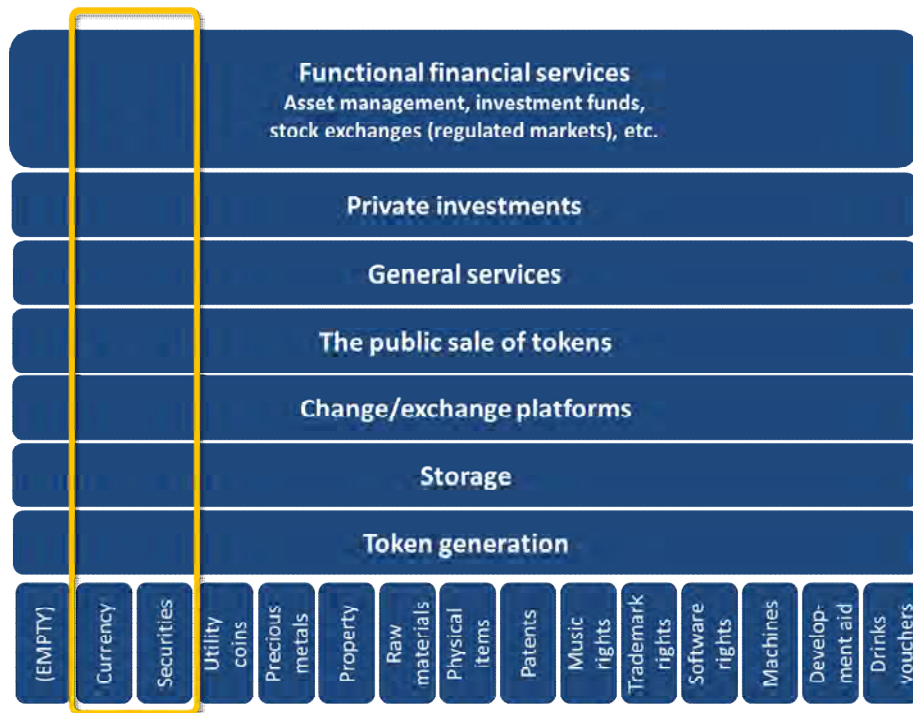 Functional financial services
Asset management, investment funds,
stock exchanges (regulated markets), etc.
Private investments
General services
The public sale of tokens
Change/exchange platforms
Storage
Token generation
(EMPTY)
Currency
Securities
Utility
coins
Precious
metals
Property
Raw
materials
Physical
items
Patents
Music
rights
Trademark
rights
Software
rights
Machines
Develop-
ment aid
Drinks
vouchers